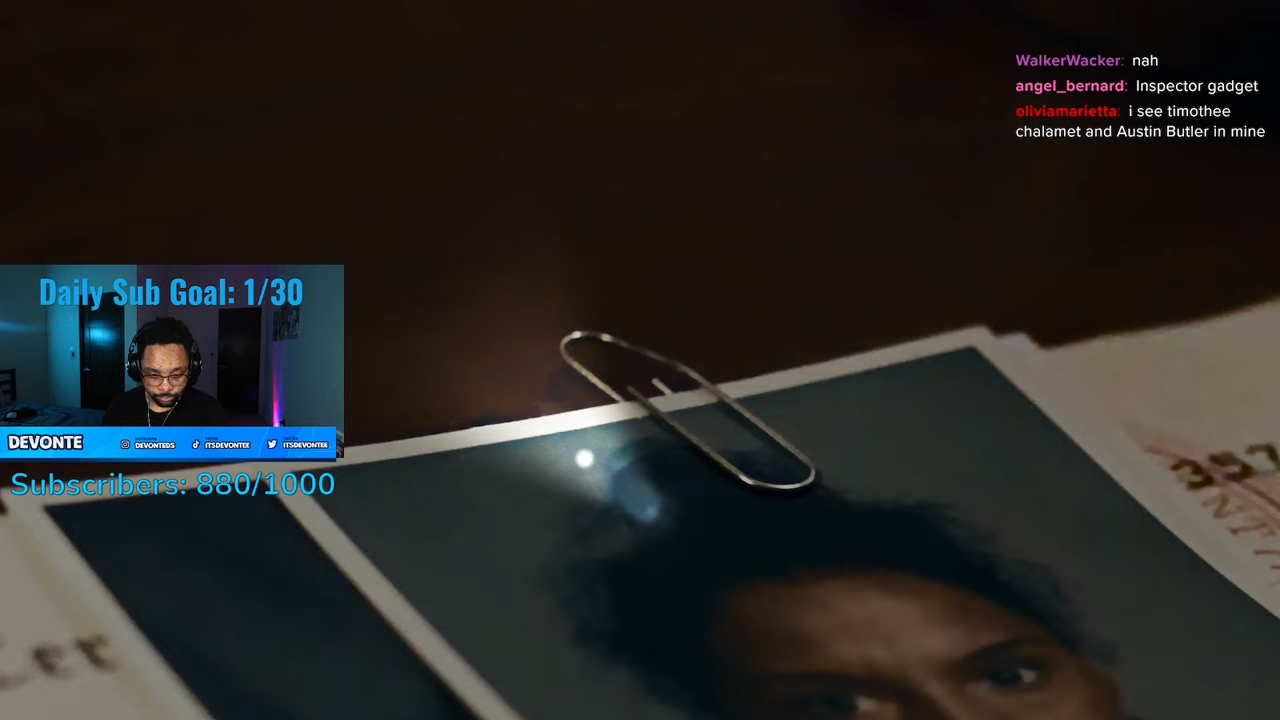 WalkerWacker: nah
angel_bernard: Inspector gadget
oliviamarietta: i see timothee
chalamet and Austin Butler in mine
Daily Sub Goal: 1/30
DEVONTE
DEVONTEDS
ITSDEVONTEE
ITSDEVONTEE
Subscribers: 880/1000
357